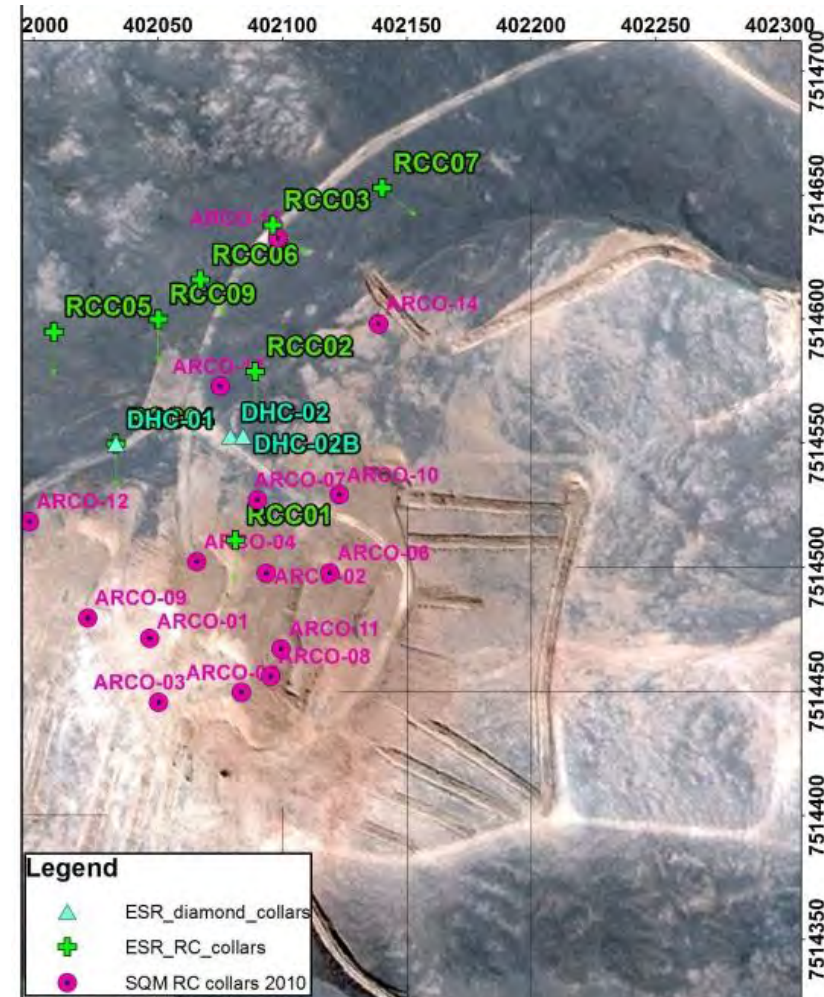 2000 402050 402100 402150 402200 402250 402300
7514700
RCC07
7514650
RCC03
RCC06
RCC09
RCC05
7514600
ARCO-14
RCC02
DHC-02
DHC-01
7514550
DHC-02B
ARCO-10
ARCO-07
ARCO-12
RCC01
7514500
ARCO-04
ARCO-06
ARCO-02
ARCO-09
ARCO-01
ARCO-11
ARCO-08
ARCO-03
7514450
7514400
7514350
Legend
ESR_diamond_collars
ESR_RC_collars
SQM RC collars 2010